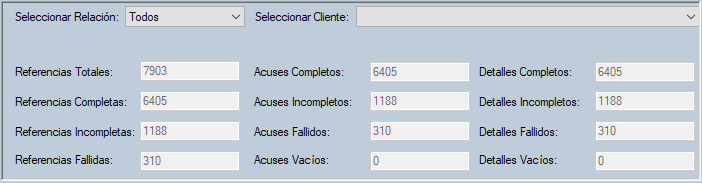 Seleccionar Relación: Todos Seleccionar Cliente:
Referencias Totales: 7903 Acuses Completos: 6405 Detalles Completos: 6405
Referencias Completas: 6405 Acuses Incompletos: 1188 Detalles Incompletos: 1188
Referencias Incompletas: 1188 Acuses Fallidos: 310 Detalles Fallidos: 310
Referencias Fallidas: 310 Acuses Vacíos: 0 Detalles Vacíos: 0